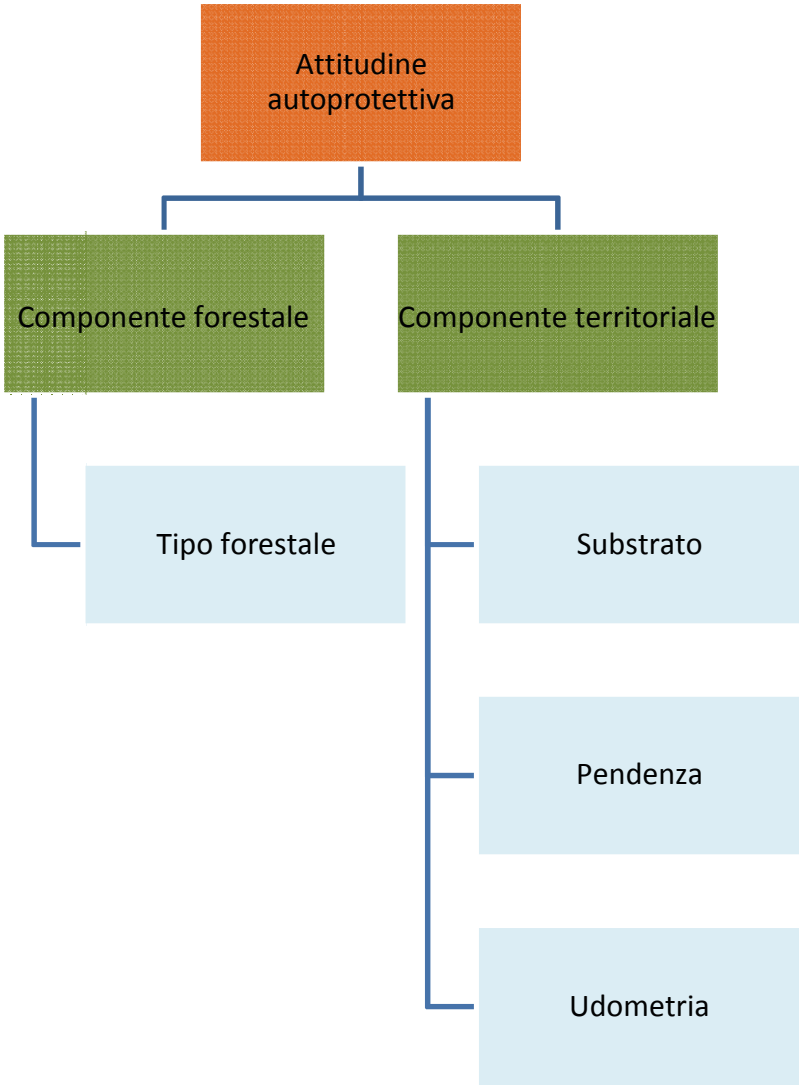 Attitudine
autoprotettiva
Componente forestale
Componente territoriale
Tipo forestale
Substrato
Pendenza
Udometria